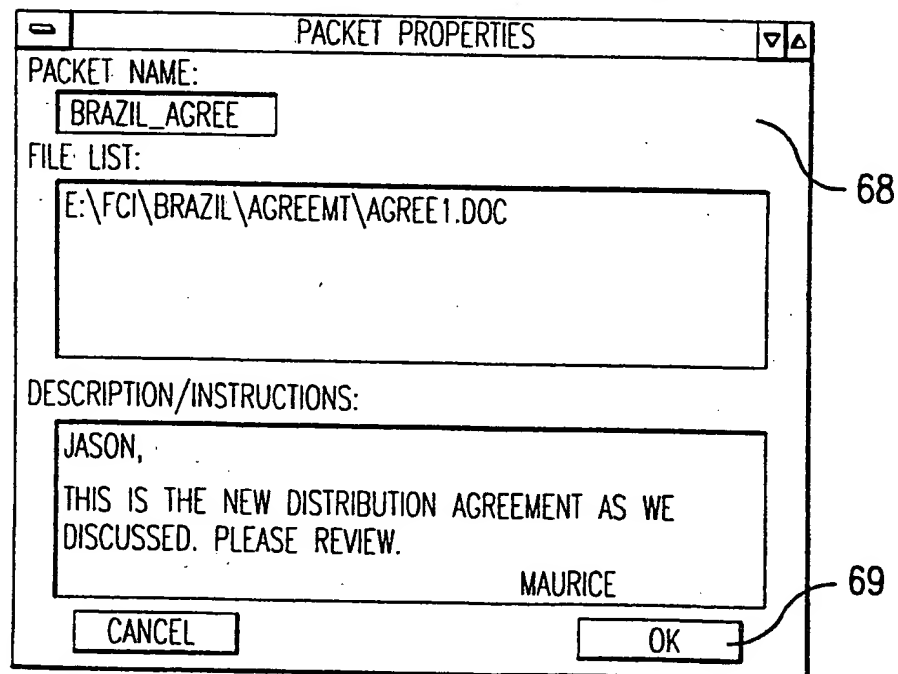 PACKET PROPERTIES
PACKET NAME:
BRAZIL_AGREE
68
FILE LIST:
E:\FCI\BRAZIL\AGREEMT\AGREE1.DOC
DESCRIPTION/INSTRUCTIONS:
JASON,
THIS IS THE NEW DISTRIBUTION AGREEMENT AS WE
DISCUSSED. PLEASE REVIEW.
MAURICE
69
CANCEL
OK